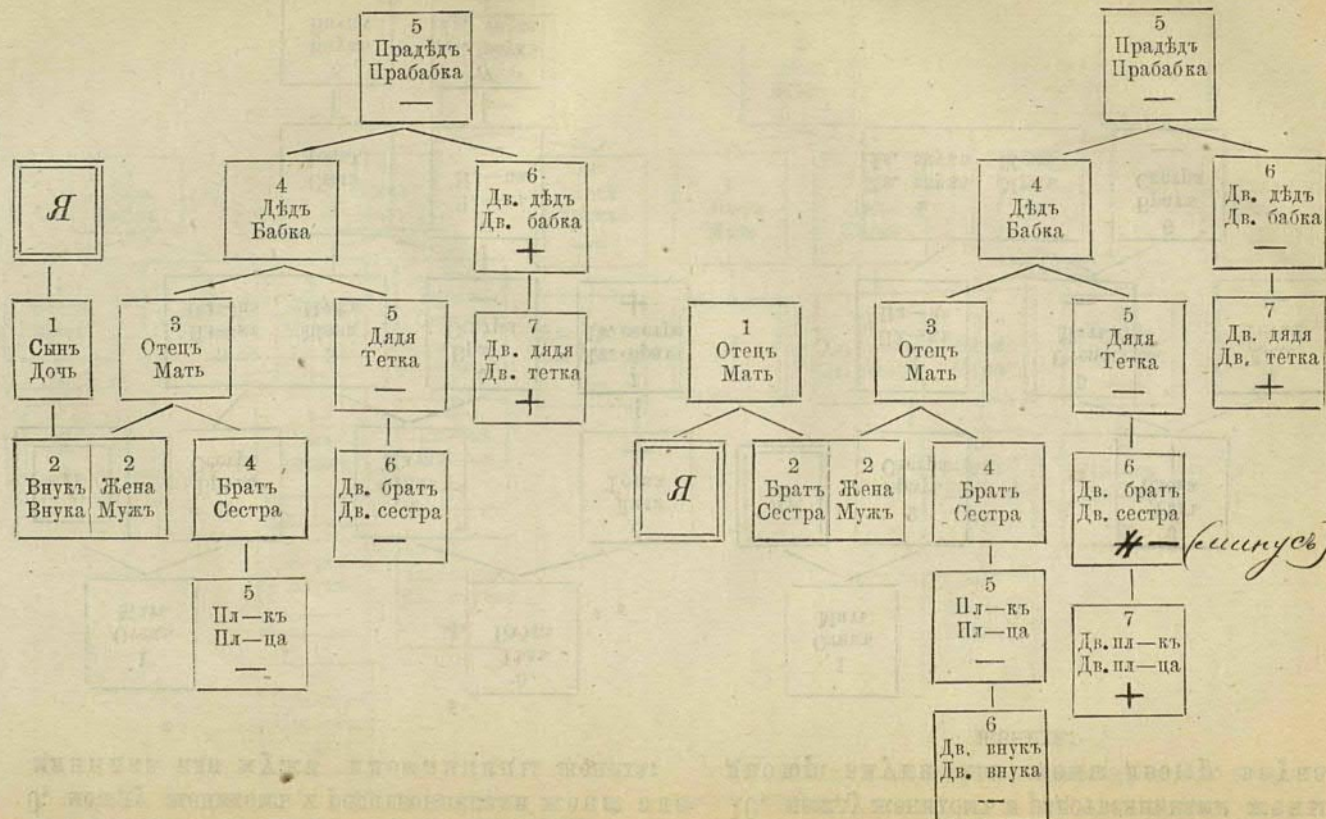 5
Прадѣдъ
Прабабка
—
Я
4
Дѣдъ
Бабка
6
Дв. дѣдъ
Дв. бабка
+
1
Сынъ
Дочь
3
Отецъ
Мать
5
Дядя
Тетка
—
7
Дв. дядя
Дв. тетка
+
2
Внукъ
Внука
2
Жена
Мужъ
4
Братъ
Сестра
6
Дв. братъ
Дв. сестра
—
5
Пл—къ
Пл—ца
—
5
Прадѣдъ
Прабабка
—
4
Дѣдъ
Бабка
6
Дв. дѣдъ
Дв. бабка
—
1
Отецъ
Мать
3
Отецъ
Мать
5
Дядя
Тетка
—
7
Дв. дядя
Дв. тетка
+
Я
2
Братъ
Сестра
2
Жена
Мужъ
4
Братъ
Сестра
6
Дв. братъ
Дв. сестра
— (минусъ)
5
Пл—къ
Пл—ца
—
7
Дв. пл—къ
Дв. пл—ца
+
6
Дв. внукъ
Дв. внука
—